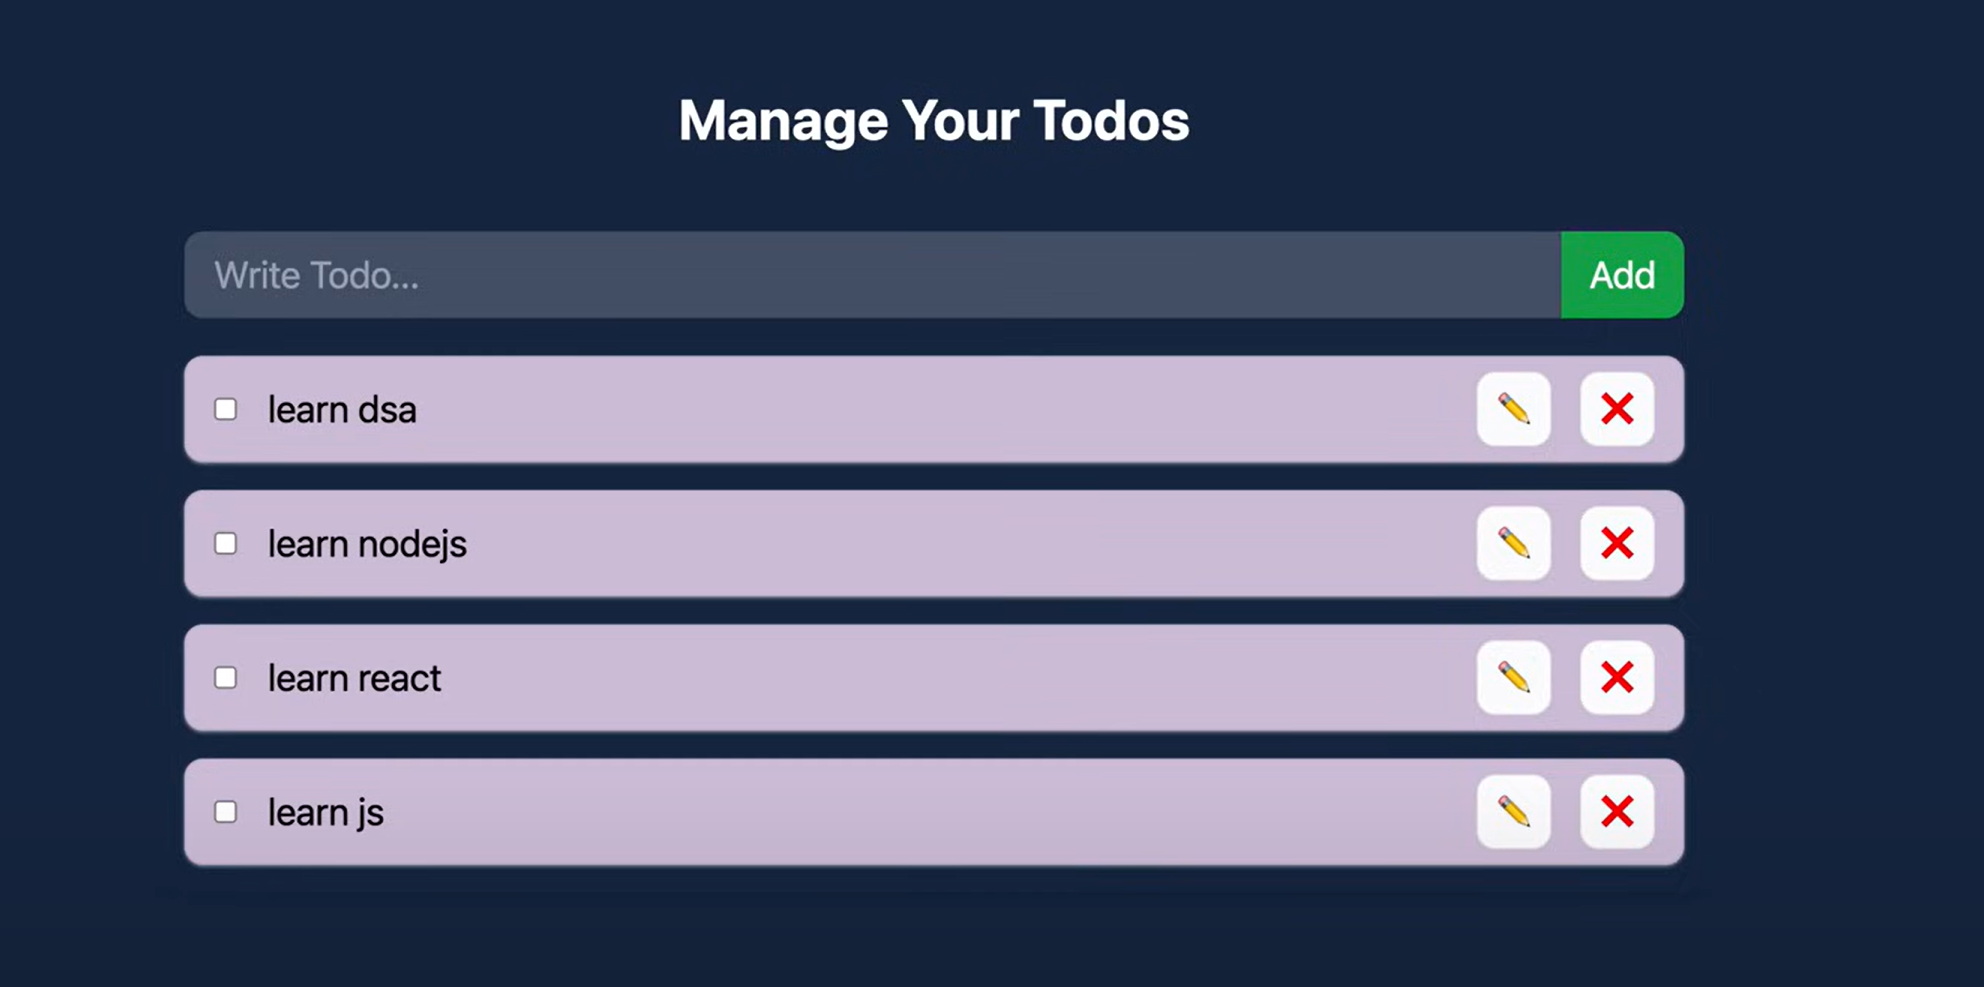 Manage Your Todos
Write Todo...
Add
learn dsa
learn nodejs
learn react
learn js